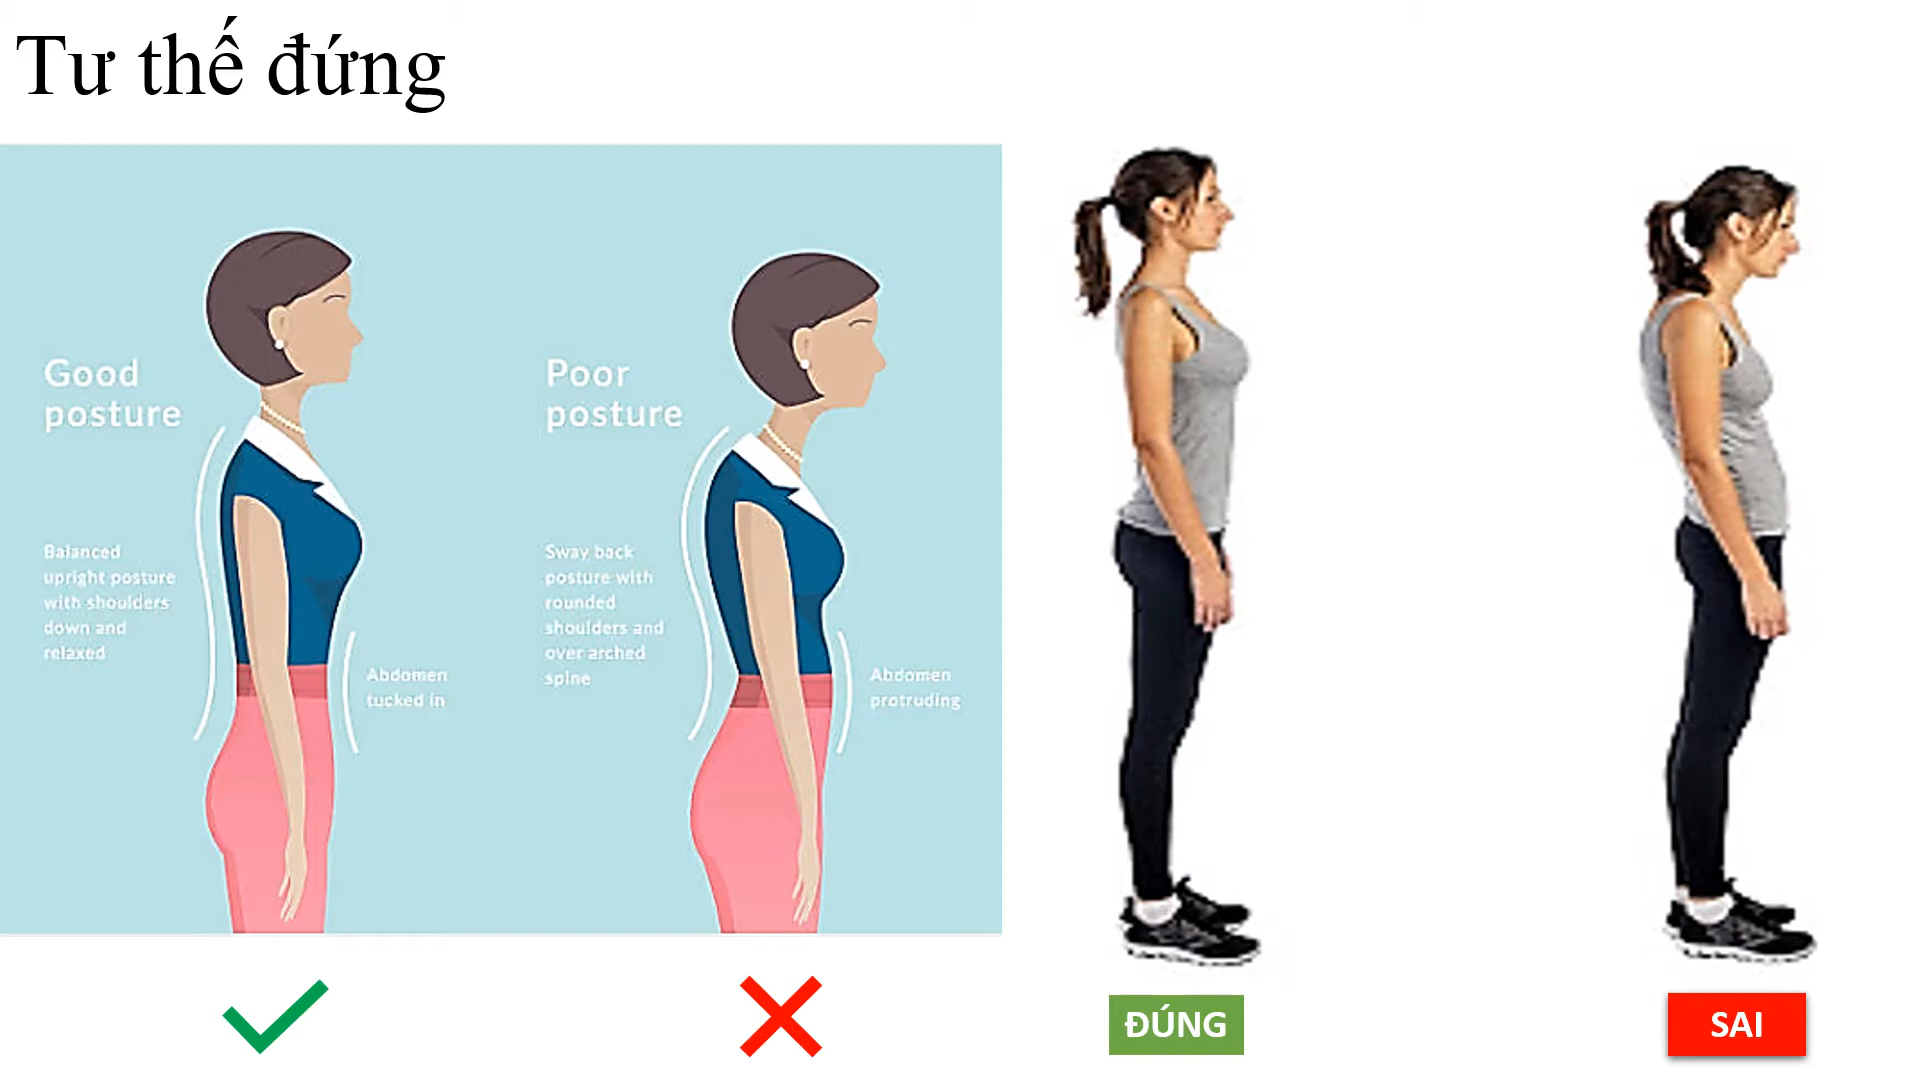 Tư thế đứng
Good
posture
Balanced
upright posture
with shoulders
down and
relaxed
Abdomen
tucked in
Poor
posture
Sway back
posture with
rounded
shoulders and
over arched
spine
Abdomen
protruding
ĐÚNG
SAI